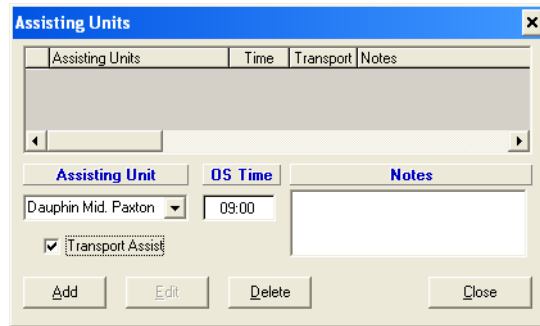 Assisting Units
Assisting Units Time Transport Notes
Assisting Unit OS Time Notes
Dauphin Mid. Paxton 09:00
Transport Assist
Add Edit Delete Close